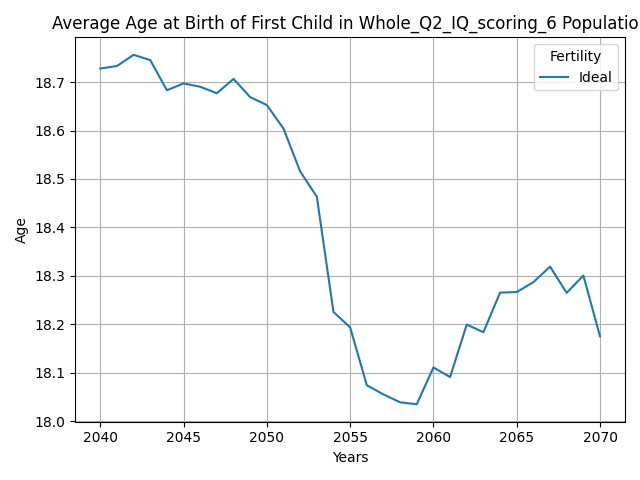 Average Age at Birth of First Child in Whole_Q2_IQ_scoring_6 Populatio
Fertility
Ideal
18.7
18.6
18.5
18.4
18.3
18.2
18.1
18.0
Age
2040 2045 2050 2055 2060 2065 2070
Years